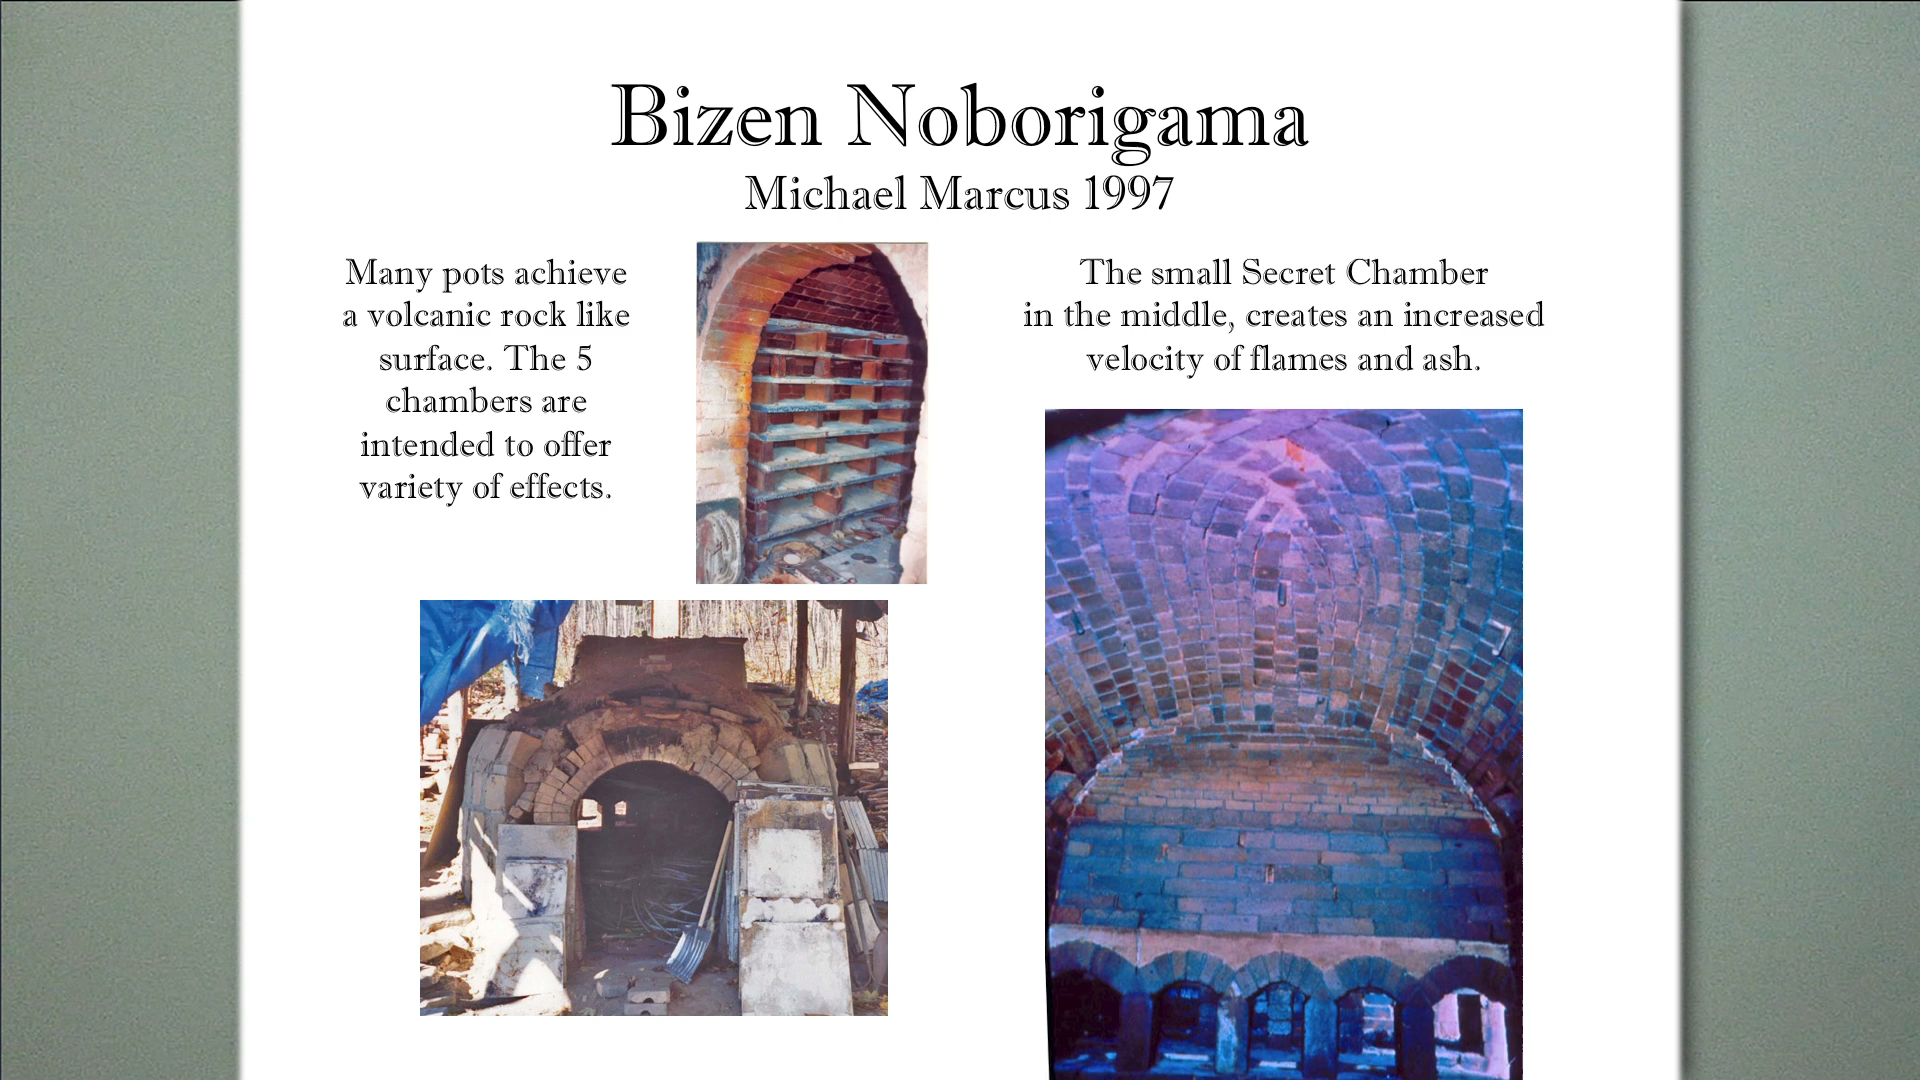 Bizen Noborigama
Michael Marcus 1997
Many pots achieve
a volcanic rock like
surface. The 5
chambers are
intended to offer
variety of effects.
The small Secret Chamber
in the middle, creates an increased
velocity of flames and ash.